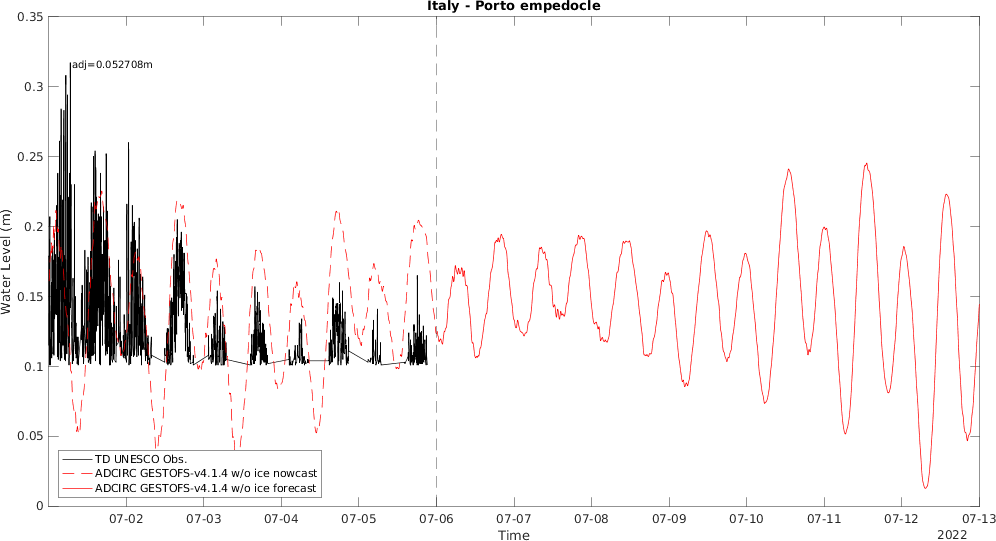 Italy - Porto empedocle
0.35
0.3
0.25
0.2
0.15
0.1
0.05
0
Water Level (m)
adj=0.052708m
TD UNESCO Obs.
ADCIRC GESTOFS-v4.1.4 w/o ice nowcast
ADCIRC GESTOFS-v4.1.4 w/o ice forecast
07-02 07-03 07-04 07-05 07-06 07-07 07-08 07-09 07-10 07-11 07-12 07-13
Time
2022